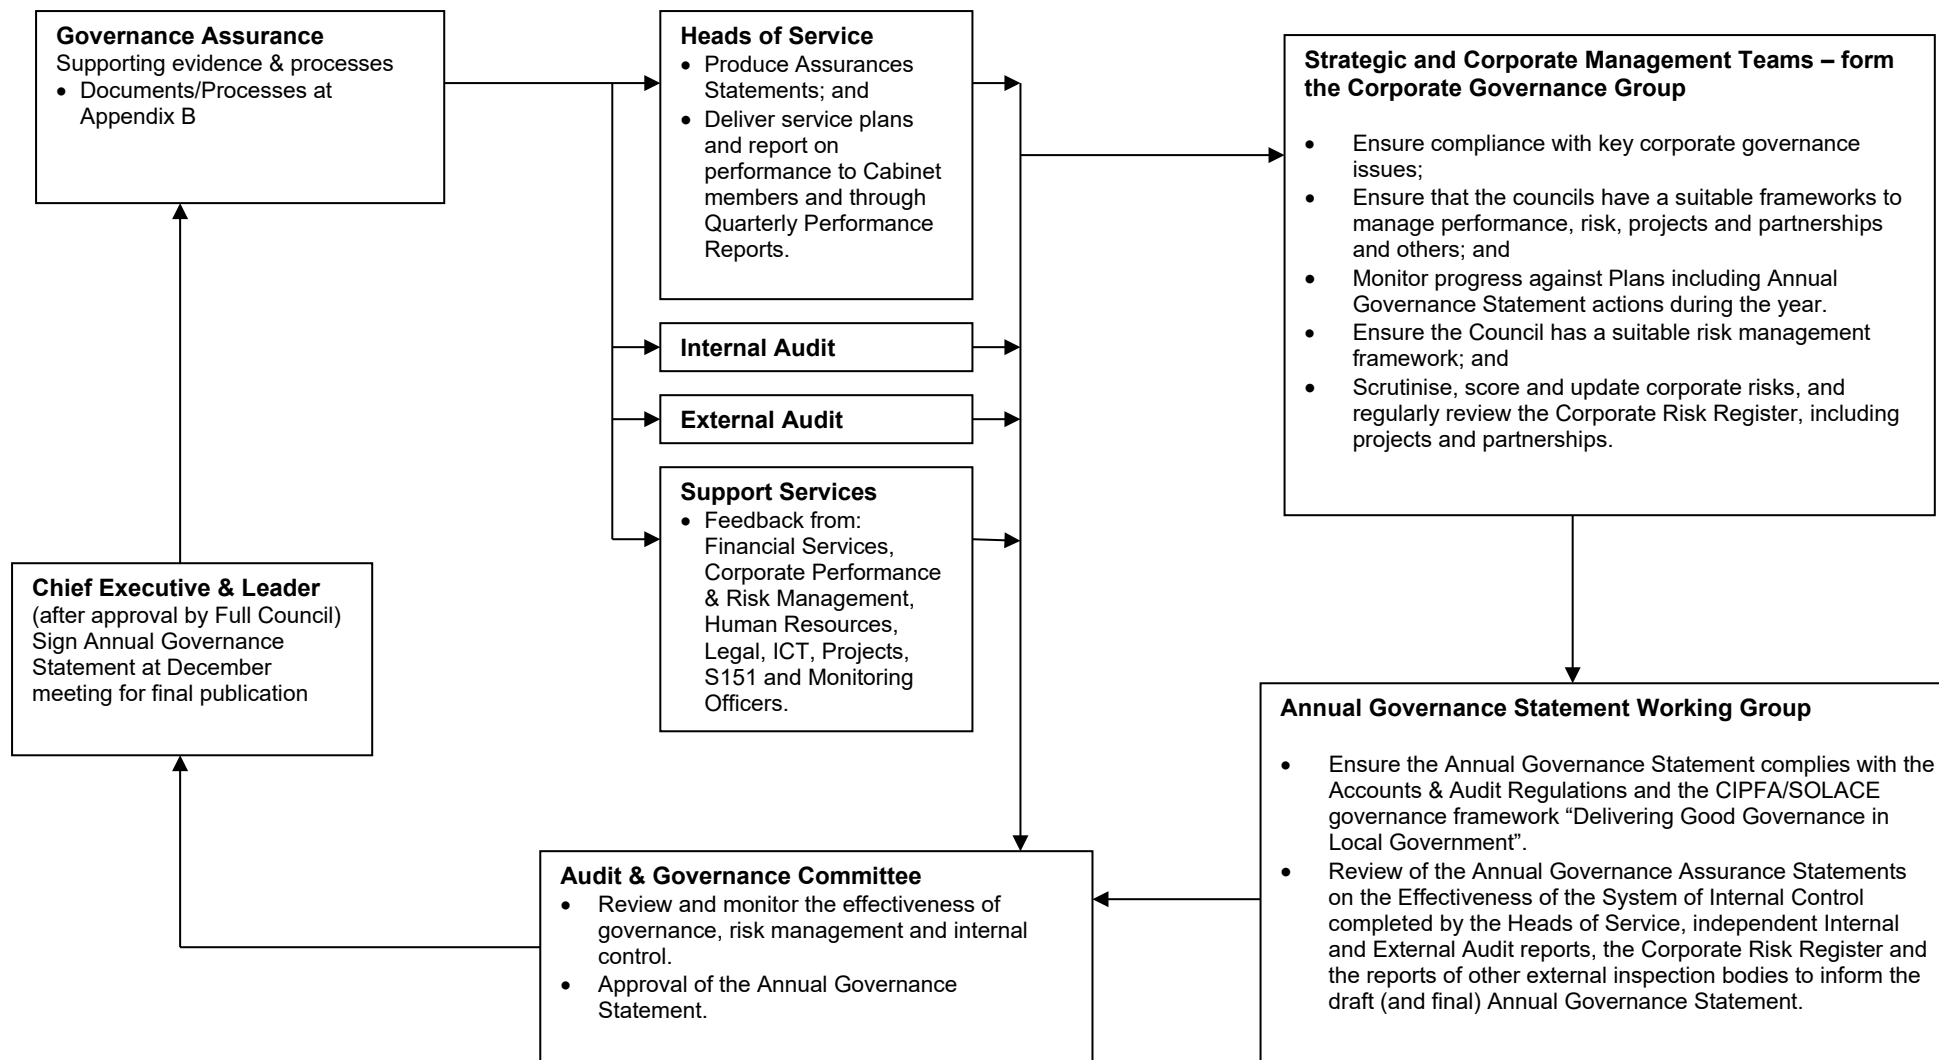 Governance Assurance
Supporting evidence & processes
• Documents/Processes at
Appendix B
Heads of Service
• Produce Assurances
Statements; and
• Deliver service plans
and report on
performance to Cabinet
members and through
Quarterly Performance
Reports.
Internal Audit
External Audit
Support Services
• Feedback from:
Financial Services,
Corporate Performance
& Risk Management,
Human Resources,
Legal, ICT, Projects,
S151 and Monitoring
Officers.
Strategic and Corporate Management Teams – form
the Corporate Governance Group
• Ensure compliance with key corporate governance
issues;
• Ensure that the councils have a suitable frameworks to
manage performance, risk, projects and partnerships
and others; and
• Monitor progress against Plans including Annual
Governance Statement actions during the year.
• Ensure the Council has a suitable risk management
framework; and
• Scrutinise, score and update corporate risks, and
regularly review the Corporate Risk Register, including
projects and partnerships.
Chief Executive & Leader
(after approval by Full Council)
Sign Annual Governance
Statement at December
meeting for final publication
Annual Governance Statement Working Group
• Ensure the Annual Governance Statement complies with the
Accounts & Audit Regulations and the CIPFA/SOLACE
governance framework “Delivering Good Governance in
Local Government”.
• Review of the Annual Governance Assurance Statements
on the Effectiveness of the System of Internal Control
completed by the Heads of Service, independent Internal
and External Audit reports, the Corporate Risk Register and
the reports of other external inspection bodies to inform the
draft (and final) Annual Governance Statement.
Audit & Governance Committee
• Review and monitor the effectiveness of
governance, risk management and internal
control.
• Approval of the Annual Governance
Statement.